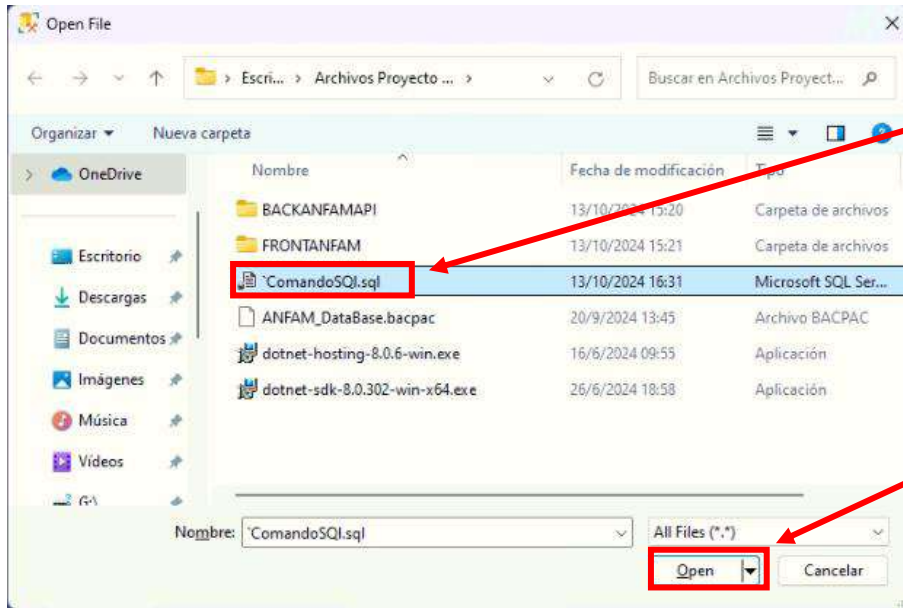 Open File
Escri... > Archivos Proyecto ... >
Buscar en Archivos Proyect...
Organizar
Nueva carpeta
OneDrive
Escritorio
Descargas
Documentos
Imágenes
Música
Vídeos
G:\
Nombre Fecha de modificación Tipo
BACKANFAMAPI 13/10/2024 15:20 Carpeta de archivos
FRONTANFAM 13/10/2024 15:21 Carpeta de archivos
`ComandoSQl.sql 13/10/2024 16:31 Microsoft SQL Ser...
ANFAM_DataBase.bacpac 20/9/2024 13:45 Archivo BACPAC
dotnet-hosting-8.0.6-win.exe 16/6/2024 09:55 Aplicación
dotnet-sdk-8.0.302-win-x64.exe 26/6/2024 18:58 Aplicación
Nombre: `ComandoSQl.sql All Files (*.*)
Open Cancelar